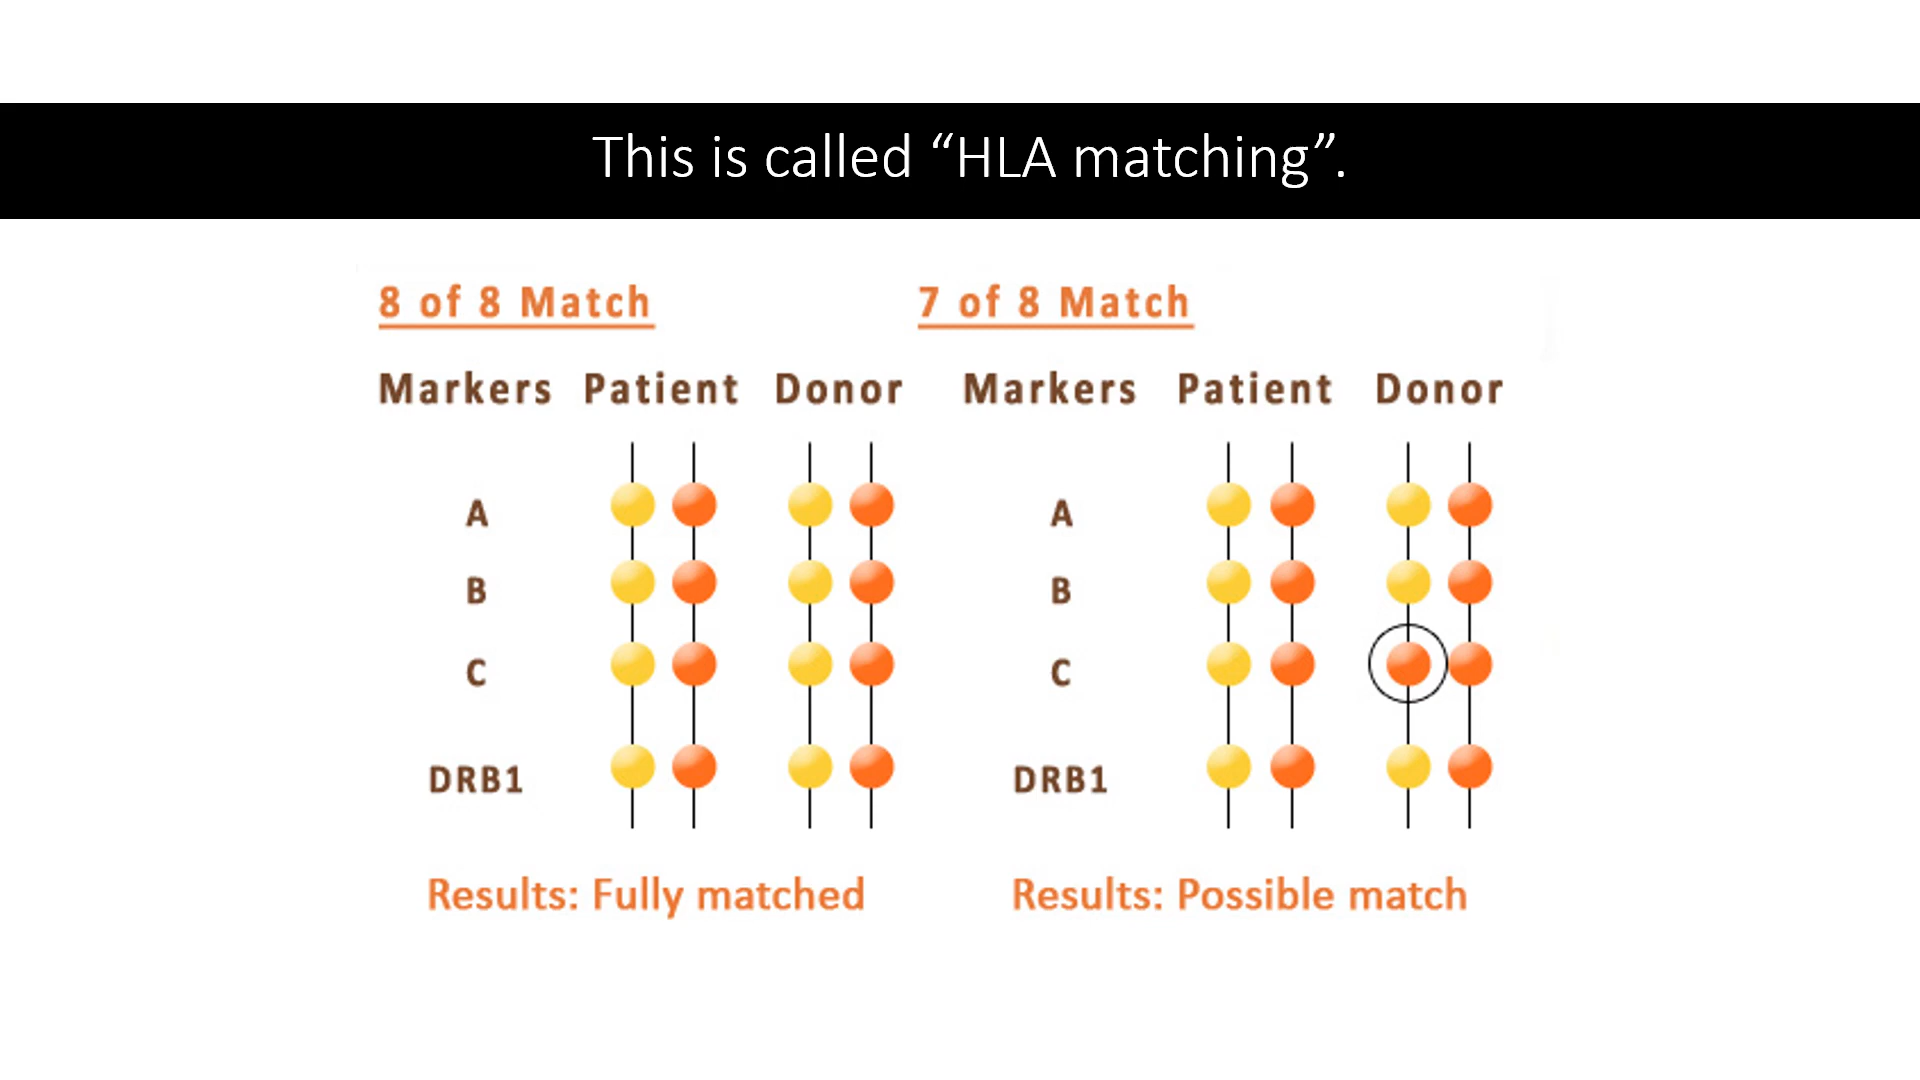 This is called “HLA matching”.
8 of 8 Match
Markers Patient Donor
A
B
C
DRB1
Results: Fully matched
7 of 8 Match
Markers Patient Donor
A
B
C
DRB1
Results: Possible match